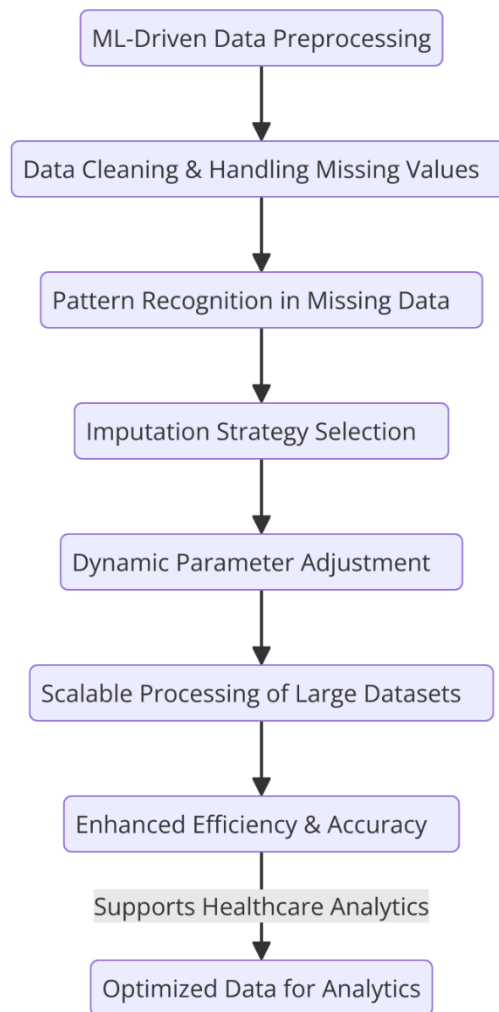 ML-Driven Data Preprocessing
Data Cleaning & Handling Missing Values
Pattern Recognition in Missing Data
Imputation Strategy Selection
Dynamic Parameter Adjustment
Scalable Processing of Large Datasets
Enhanced Efficiency & Accuracy
Supports Healthcare Analytics
Optimized Data for Analytics